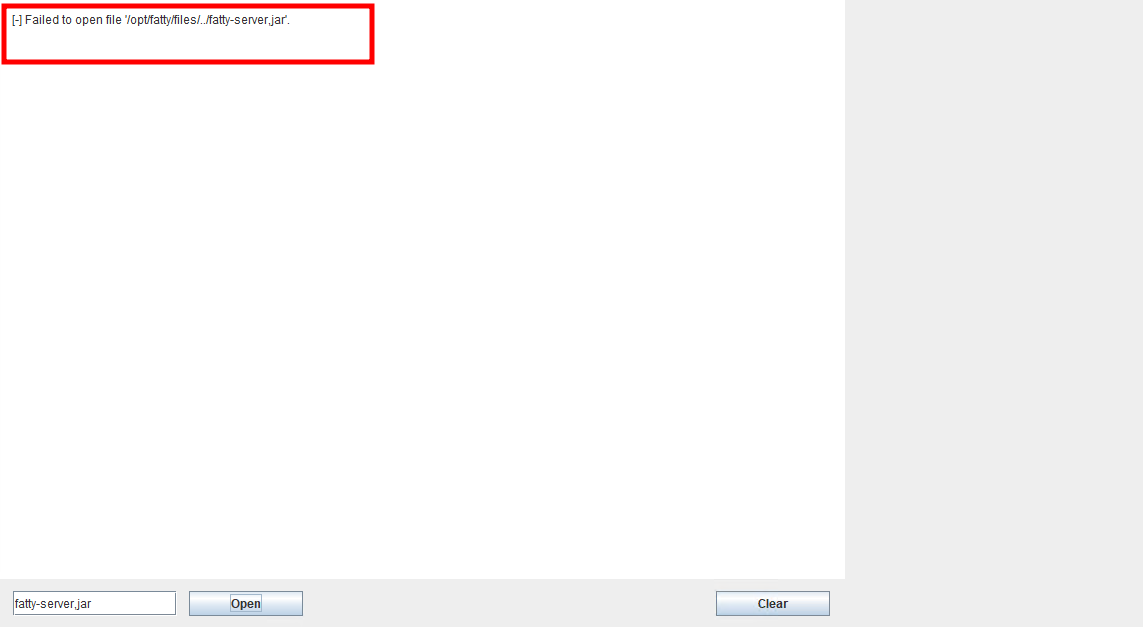 [-] Failed to open file '/opt/fatty/files/../fatty-server,jar'.
fatty-server,jar Open Clear